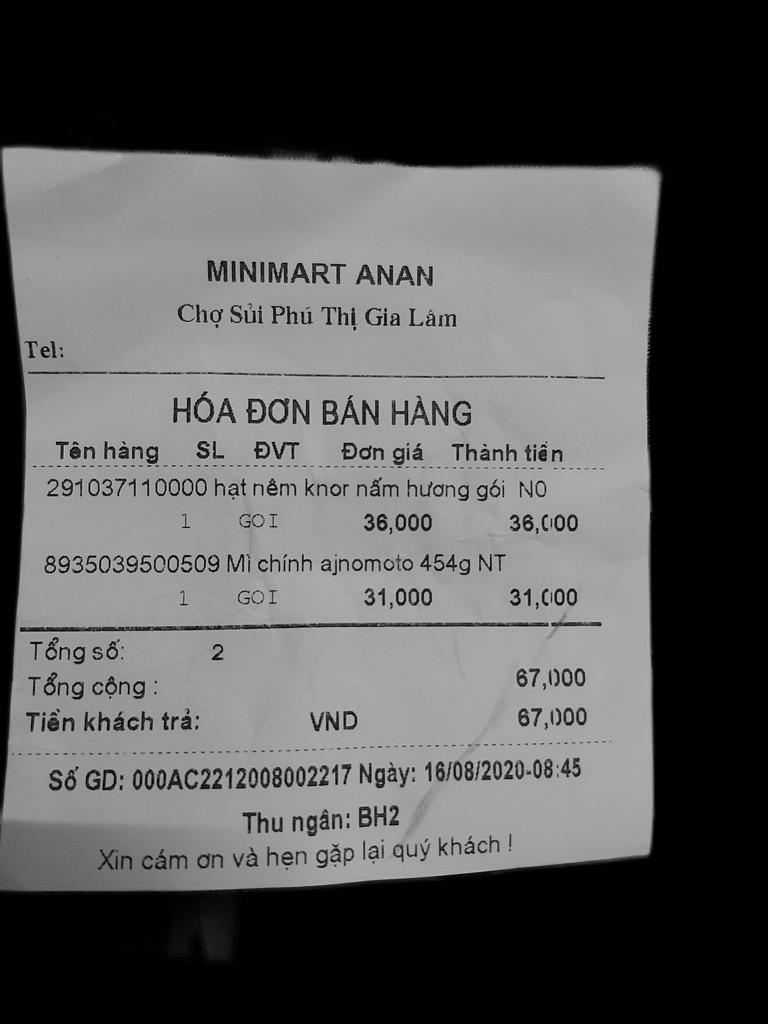 MINIMART ANAN
Chợ Sủi Phú Thị Gia Lâm
Tel:
HÓA ĐƠN BÁN HÀNG
Tên hàng SL ĐVT Đơn giá Thành tiền
291037110000 hạt nêm knor nấm hương gói N0
1 GOI 36,000 36,000
8935039500509 Mì chính ajnomoto 454g NT
1 GOI 31,000 31,000
Tổng số: 2
Tổng cộng : 67,000
Tiền khách trả: VND 67,000
Số GD: 000AC2212008002217 Ngày: 16/08/2020-08:45
Thu ngân: BH2
Xin cám ơn và hẹn gặp lại quý khách !